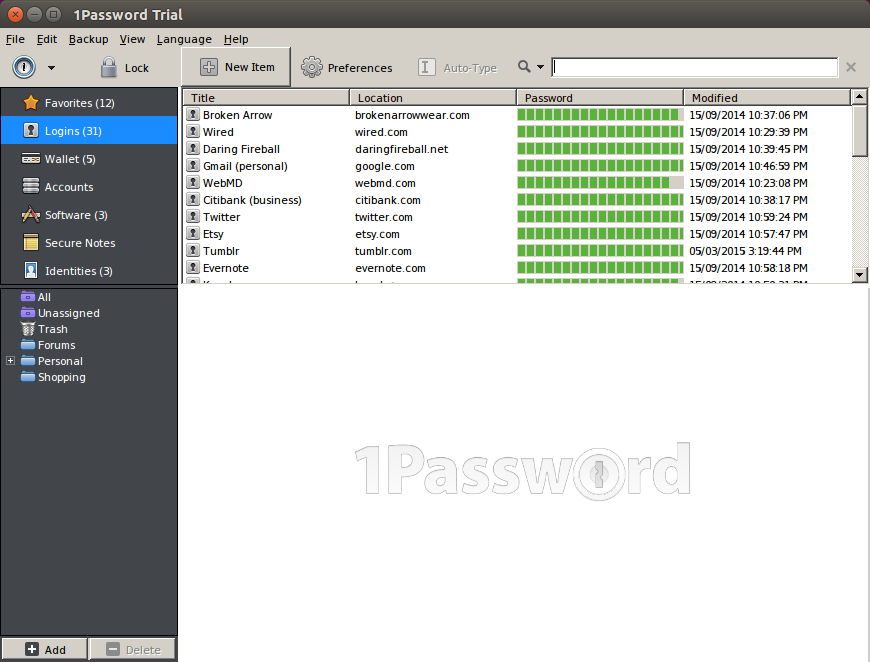 1Password Trial
File Edit Backup View Language Help
Lock New Item Preferences Auto-Type
Favorites (12)
Logins (31)
Wallet (5)
Accounts
Software (3)
Secure Notes
Identities (3)
Title Location Password Modified
Broken Arrow brokenarrowwear.com 15/09/2014 10:37:06 PM
Wired wired.com 15/09/2014 10:29:39 PM
Daring Fireball daringfireball.net 15/09/2014 10:39:45 PM
Gmail (personal) google.com 15/09/2014 10:46:59 PM
WebMD webmd.com 15/09/2014 10:23:08 PM
Citibank (business) citibank.com 15/09/2014 10:38:17 PM
Twitter twitter.com 15/09/2014 10:59:24 PM
Etsy etsy.com 15/09/2014 10:57:47 PM
Tumblr tumblr.com 05/03/2015 3:19:44 PM
Evernote evernote.com 15/09/2014 10:58:18 PM
All
Unassigned
Trash
Forums
Personal
Shopping
1Password
Add Delete